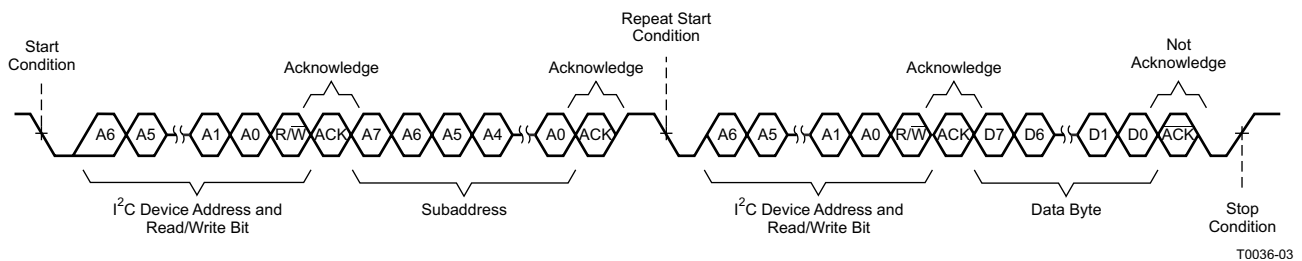 Repeat Start
Condition
Start
Condition
Not
Acknowledge
Acknowledge
Acknowledge
Acknowledge
A6 A5 A1 A0 R/W̅ ACK A7 A6 A5 A4 A0 ACK A6 A5 A1 A0 R/W̅ ACK D7 D6 D1 D0 A̅C̅K̅
I²C Device Address and
Read/Write Bit
Subaddress
I²C Device Address and
Read/Write Bit
Data Byte
Stop
Condition
T0036-03